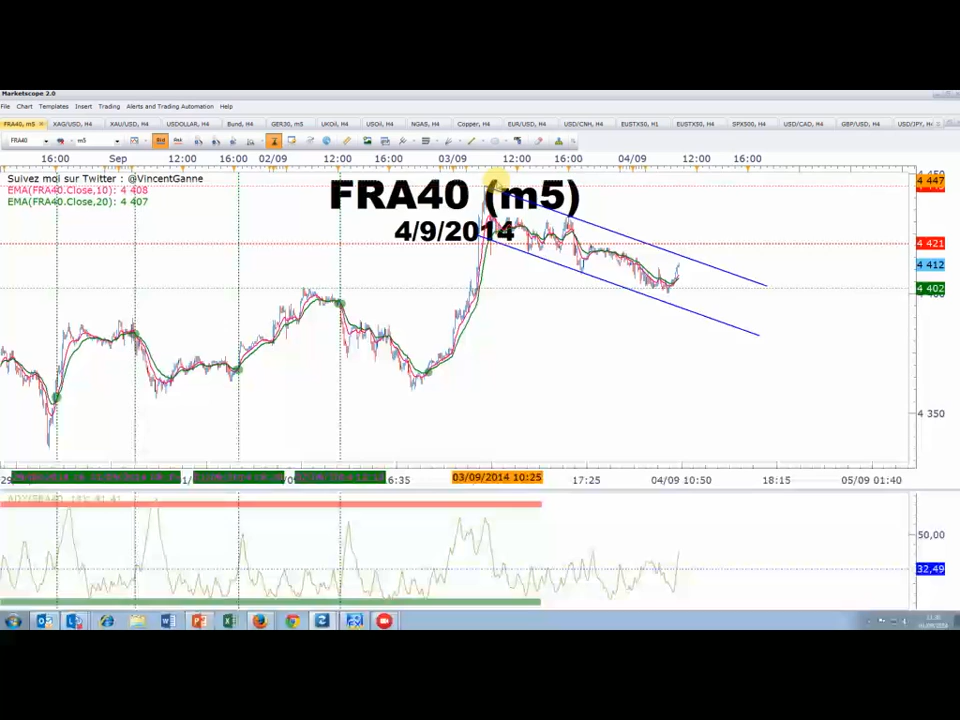 Marketscope 2.0
File Chart Templates Insert Trading Alerts and Trading Automation Help
FRA40, m5 XAG/USD, H4 XAU/USD, H4 USDOLLAR, H4 Bund, H4 GER30, m5 UKOil, H4 USOil, H4 NGAS, H4 Copper, H4 EUR/USD, H4 USD/CNH, H4 EUSTX50, H1 EUSTX50, H4 SPX500, H4 USD/CAD, H4 GBP/USD, H4 USD/JPY, H4
FRA40 m5 Bid Ask
16:00 Sep 12:00 16:00 02/09 12:00 03/09 12:00 16:00 04/09 12:00 16:00
Suivez moi sur Twitter : @VincentGanne
EMA(FRA40.Close,10): 4 408
EMA(FRA40.Close,20): 4 407
FRA40 (m5)
4/9/2014
4 447
4 421
4 412
4 402
4 350
16:35 03/09/2014 10:25 17:25 04/09 10:50 18:15 05/09 01:40
50,00
32,49